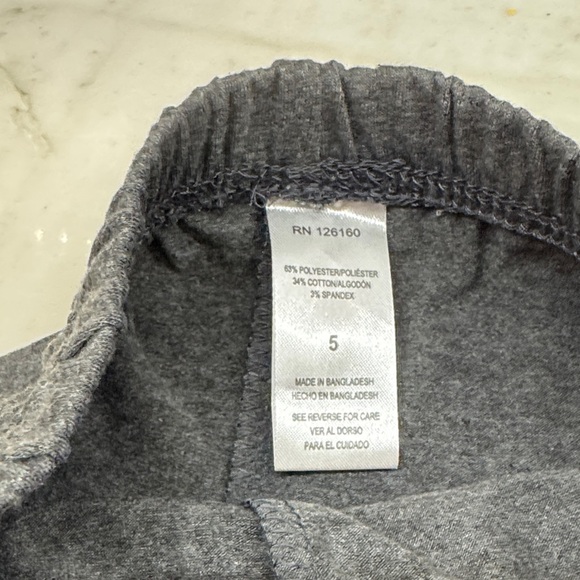 RN 126160
63% POLYESTER/POLIÉSTER
34% COTTON/ALGODÓN
3% SPANDEX
5
MADE IN BANGLADESH
HECHO EN BANGLADESH
SEE REVERSE FOR CARE
VER AL DORSO
PARA EL CUIDADO